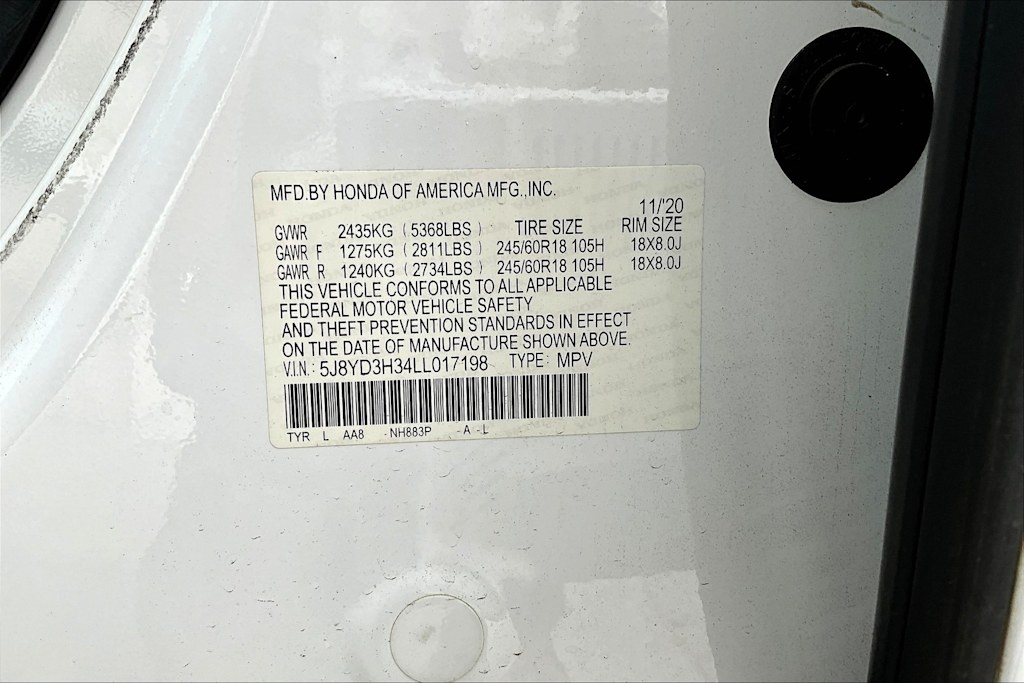 MFD.BY HONDA OF AMERICA MFG.,INC.
11/'20
GVWR 2435KG ( 5368LBS ) TIRE SIZE RIM SIZE
GAWR F 1275KG ( 2811LBS ) 245/60R18 105H 18X8.0J
GAWR R 1240KG ( 2734LBS ) 245/60R18 105H 18X8.0J
THIS VEHICLE CONFORMS TO ALL APPLICABLE
FEDERAL MOTOR VEHICLE SAFETY
AND THEFT PREVENTION STANDARDS IN EFFECT
ON THE DATE OF MANUFACTURE SHOWN ABOVE.
V.I.N.: 5J8YD3H34LL017198 TYPE: MPV
TYR L AA8 -NH883P -A -L